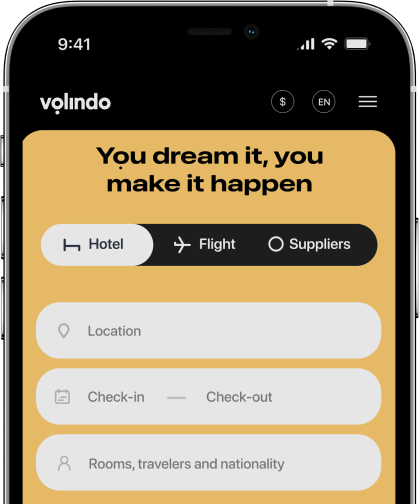 9:41
volindo
$
EN
You dream it, you
make it happen
Hotel
Flight
Suppliers
Location
Check-in — Check-out
Rooms, travelers and nationality